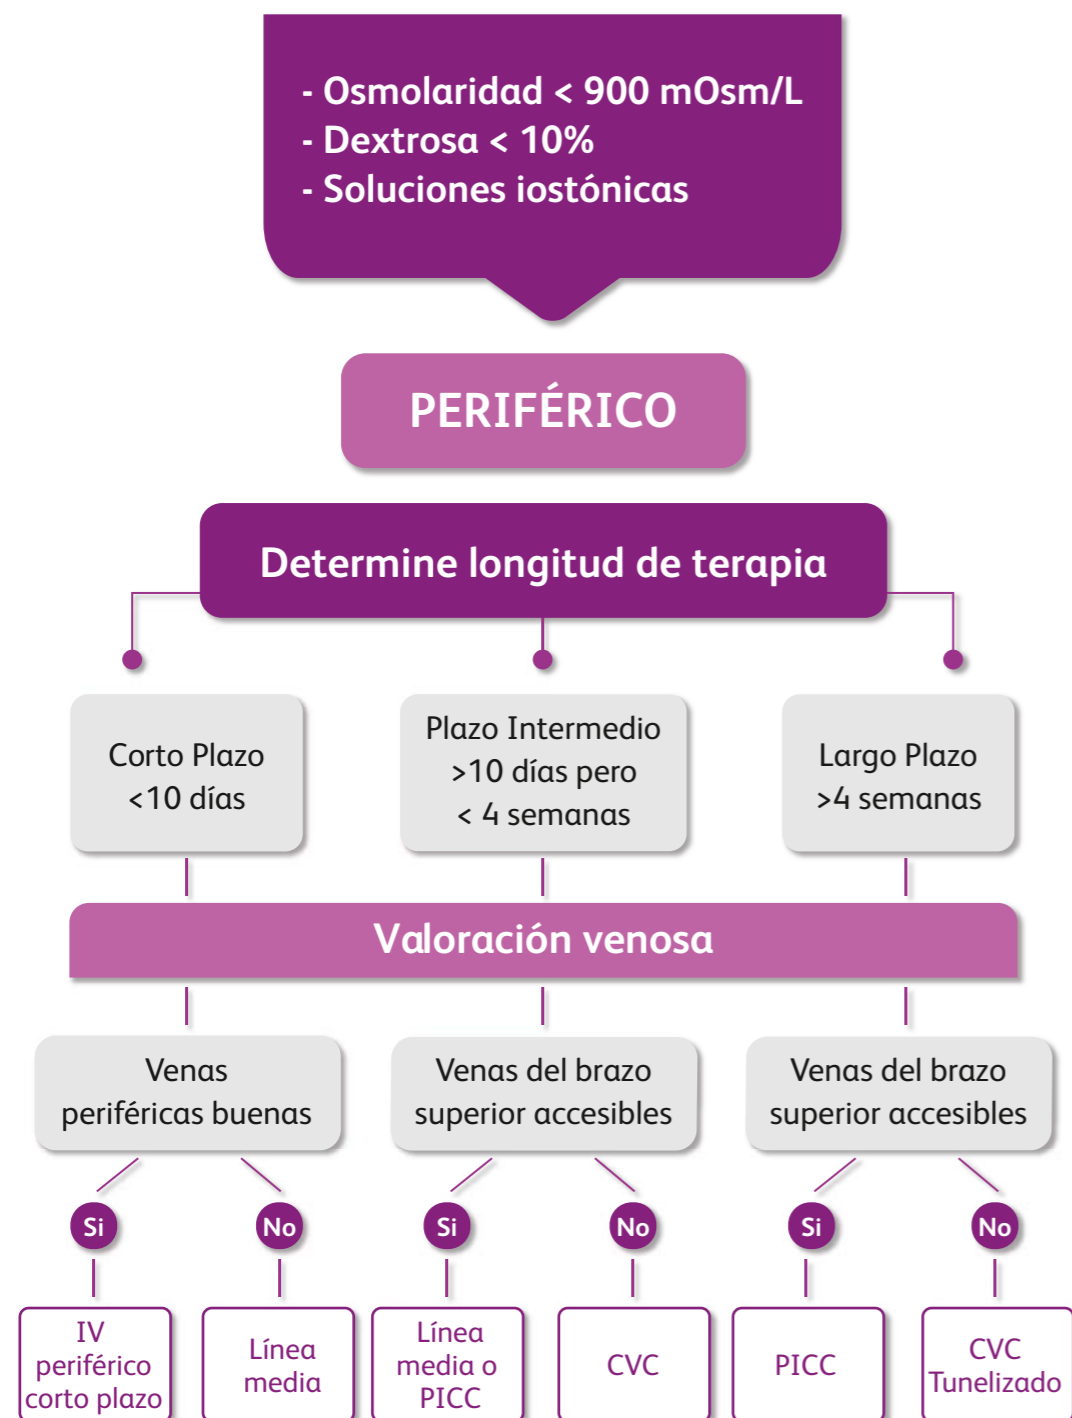 - Osmolaridad < 900 mOsm/L
- Dextrosa < 10%
- Soluciones iostónicas
PERIFÉRICO
Determine longitud de terapia
Corto Plazo
<10 días
Plazo Intermedio
>10 días pero
< 4 semanas
Largo Plazo
>4 semanas
Valoración venosa
Venas
periféricas buenas
Venas del brazo
superior accesibles
Venas del brazo
superior accesibles
Si
No
Si
No
Si
No
IV
periférico
corto plazo
Línea
media
Línea
media o
PICC
CVC
PICC
CVC
Tunelizado